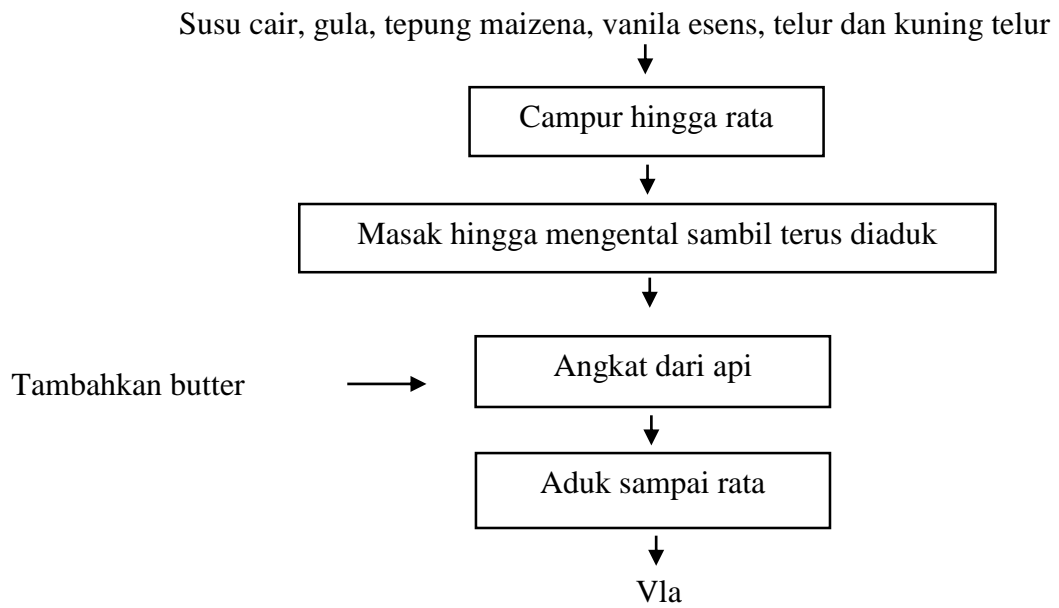 Susu cair, gula, tepung maizena, vanila esens, telur dan kuning telur
Campur hingga rata
Masak hingga mengental sambil terus diaduk
Angkat dari api
Tambahkan butter
Aduk sampai rata
Vla